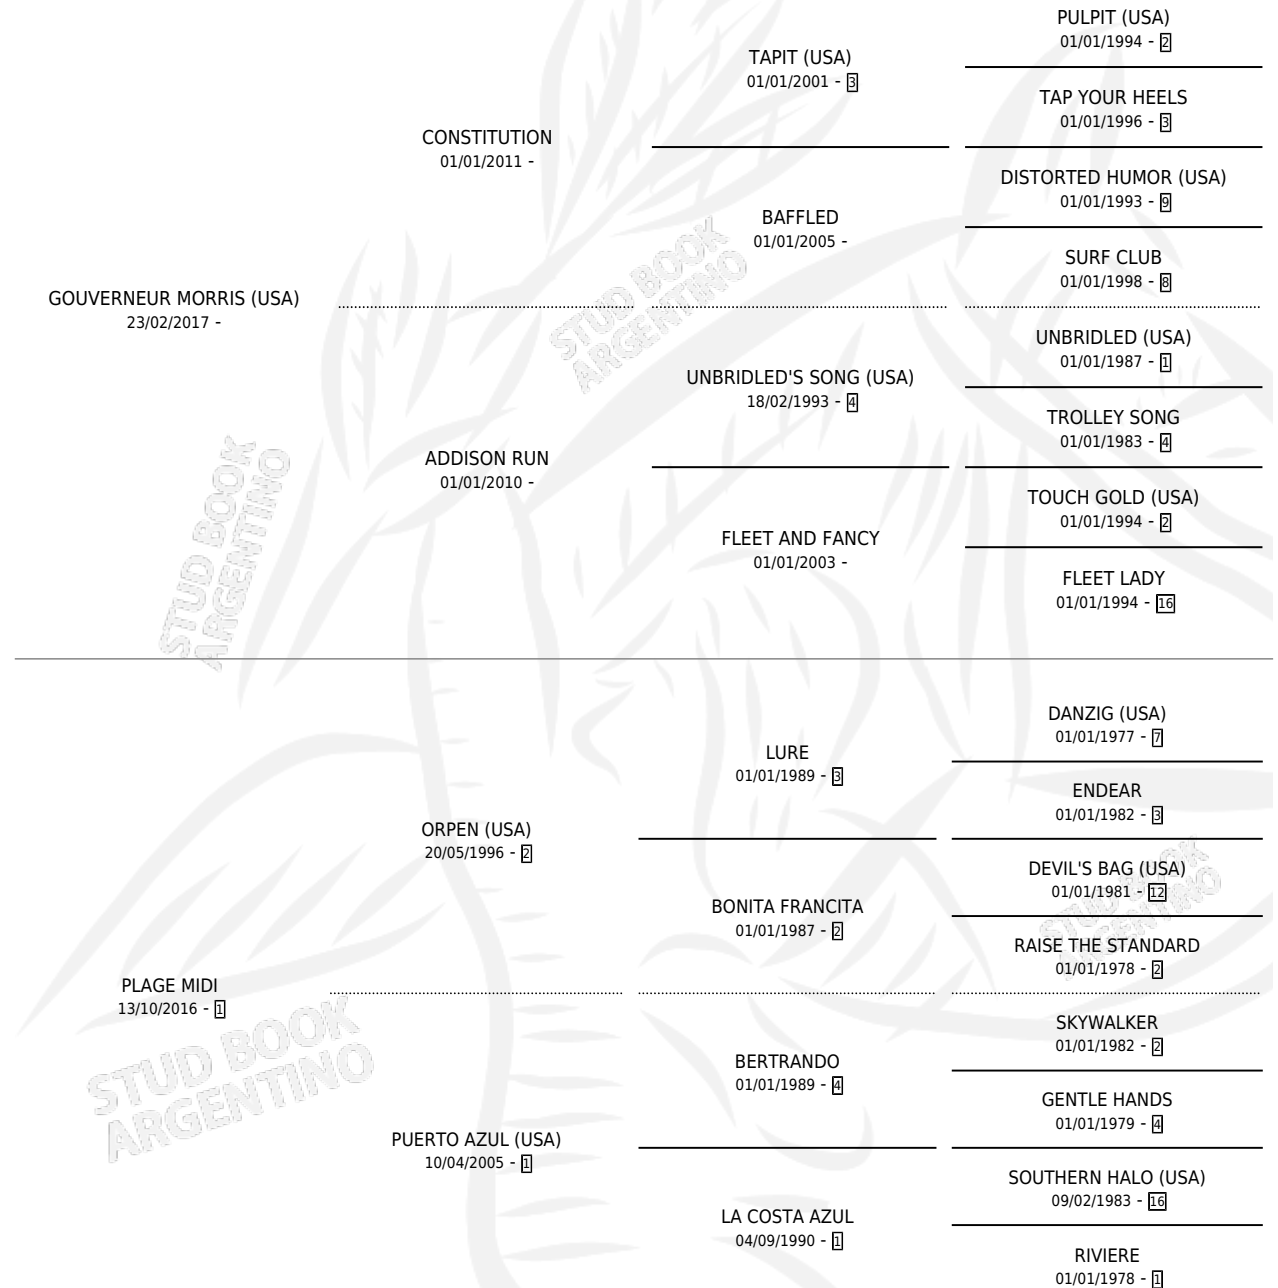 PULPIT (USA)
01/01/1994 - 2
TAPIT (USA)
01/01/2001 - 3
TAP YOUR HEELS
01/01/1996 - 3
CONSTITUTION
01/01/2011 -
DISTORTED HUMOR (USA)
01/01/1993 - 9
BAFFLED
01/01/2005 -
SURF CLUB
01/01/1998 - 8
GOUVERNEUR MORRIS (USA)
23/02/2017 -
UNBRIDLED (USA)
01/01/1987 - 1
UNBRIDLED'S SONG (USA)
18/02/1993 - 4
TROLLEY SONG
01/01/1983 - 4
ADDISON RUN
01/01/2010 -
TOUCH GOLD (USA)
01/01/1994 - 2
FLEET AND FANCY
01/01/2003 -
FLEET LADY
01/01/1994 - 16
DANZIG (USA)
01/01/1977 - 7
LURE
01/01/1989 - 3
ENDEAR
01/01/1982 - 3
ORPEN (USA)
20/05/1996 - 2
DEVIL'S BAG (USA)
01/01/1981 - 12
BONITA FRANCITA
01/01/1987 - 2
RAISE THE STANDARD
01/01/1978 - 2
PLAGE MIDI
13/10/2016 - 1
SKYWALKER
01/01/1982 - 2
BERTRANDO
01/01/1989 - 4
GENTLE HANDS
01/01/1979 - 4
PUERTO AZUL (USA)
10/04/2005 - 1
SOUTHERN HALO (USA)
09/02/1983 - 16
LA COSTA AZUL
04/09/1990 - 1
RIVIERE
01/01/1978 - 1
STUD BOOK
ARGENTINO
STUD BOOK
ARGENTINO
STUD BOOK
ARGENTINO
STUD BOOK
ARGENTINO